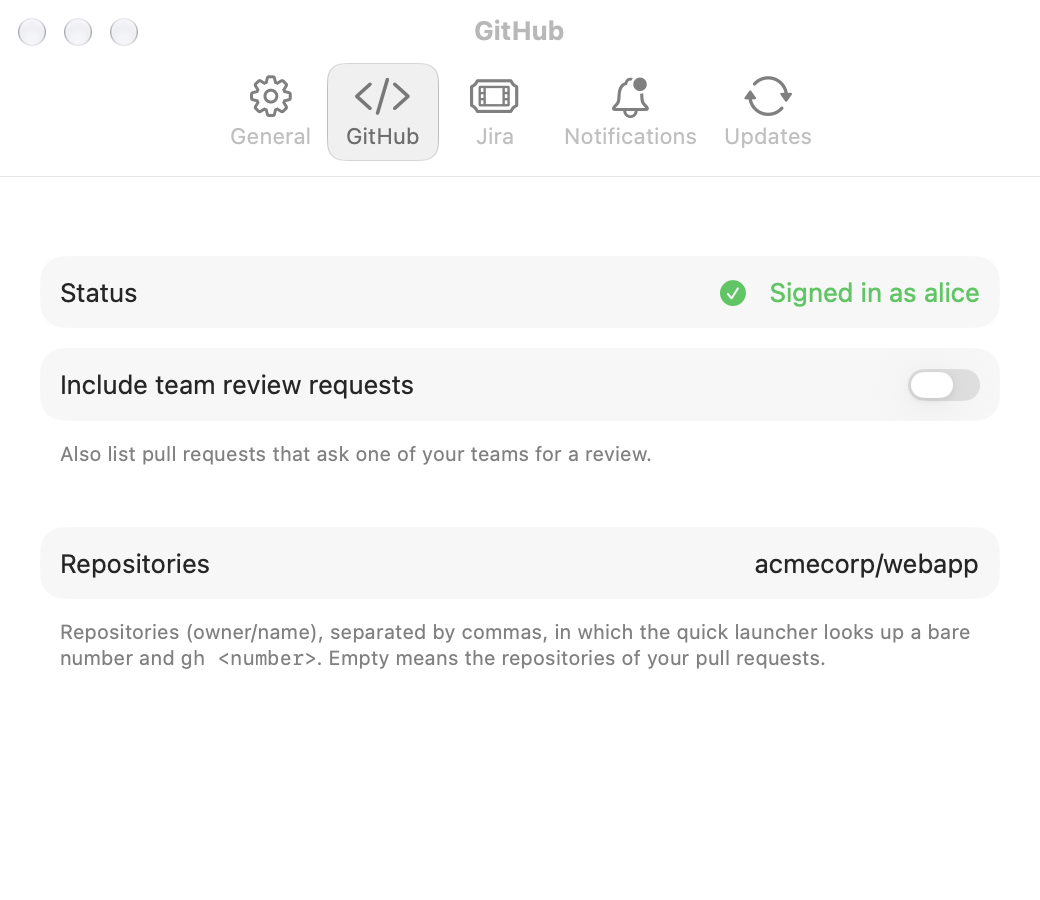 GitHub
General
GitHub
Jira
Notifications
Updates
Status
Signed in as alice
Include team review requests
Also list pull requests that ask one of your teams for a review.
Repositories
acmecorp/webapp
Repositories (owner/name), separated by commas, in which the quick launcher looks up a bare
number and gh <number>. Empty means the repositories of your pull requests.